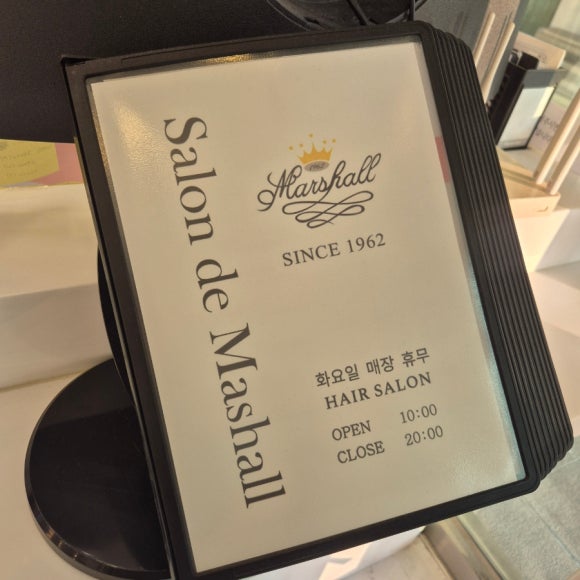 Salon de Mashall
1962
Marshall
SINCE 1962
화요일 매장 휴무
HAIR SALON
OPEN 10:00
CLOSE 20:00